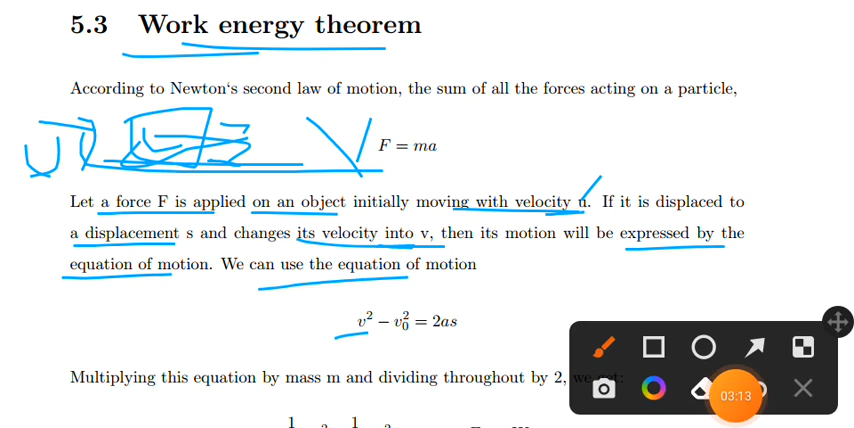 5.3 Work energy theorem
According to Newton's second law of motion, the sum of all the forces acting on a particle,
F = ma
Let a force F is applied on an object initially moving with velocity u. If it is displaced to
a displacement s and changes its velocity into v, then its motion will be expressed by the
equation of motion. We can use the equation of motion
v² − v₀² = 2as
Multiplying this equation by mass m and dividing throughout by 2, we get:
03:13